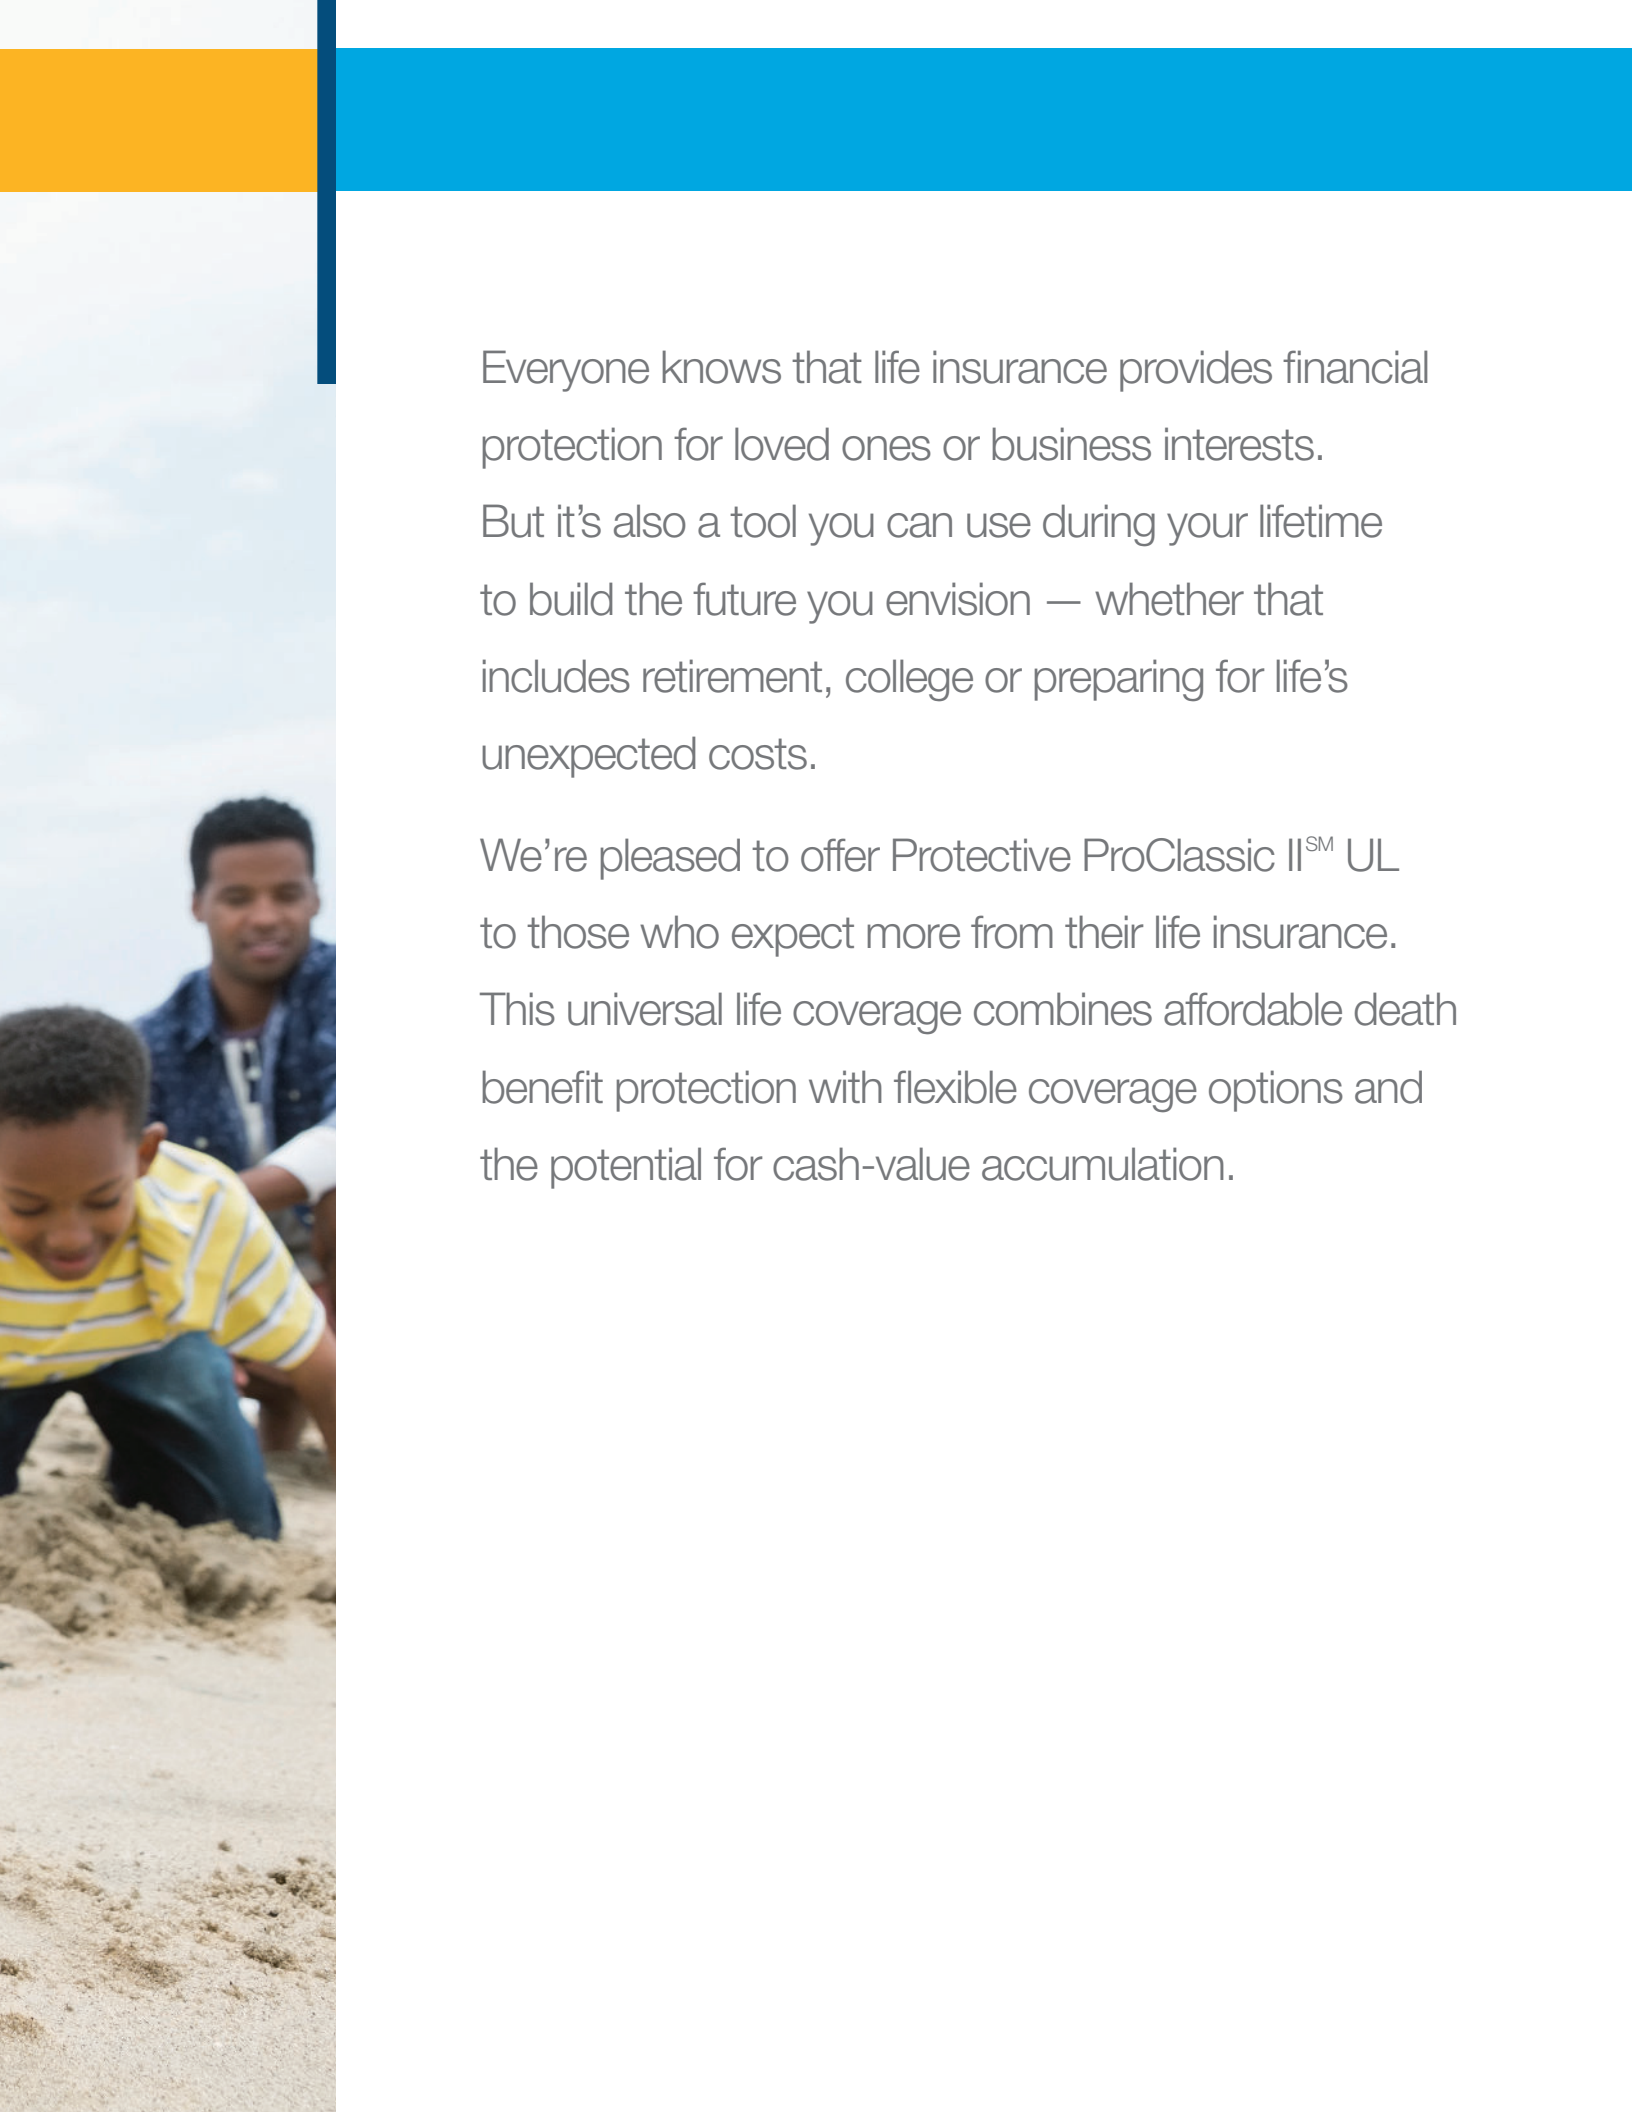 Everyone knows that life insurance provides financial
protection for loved ones or business interests.
But it’s also a tool you can use during your lifetime
to build the future you envision — whether that
includes retirement, college or preparing for life’s
unexpected costs.
We’re pleased to offer Protective ProClassic II℠ UL
to those who expect more from their life insurance.
This universal life coverage combines affordable death
benefit protection with flexible coverage options and
the potential for cash-value accumulation.